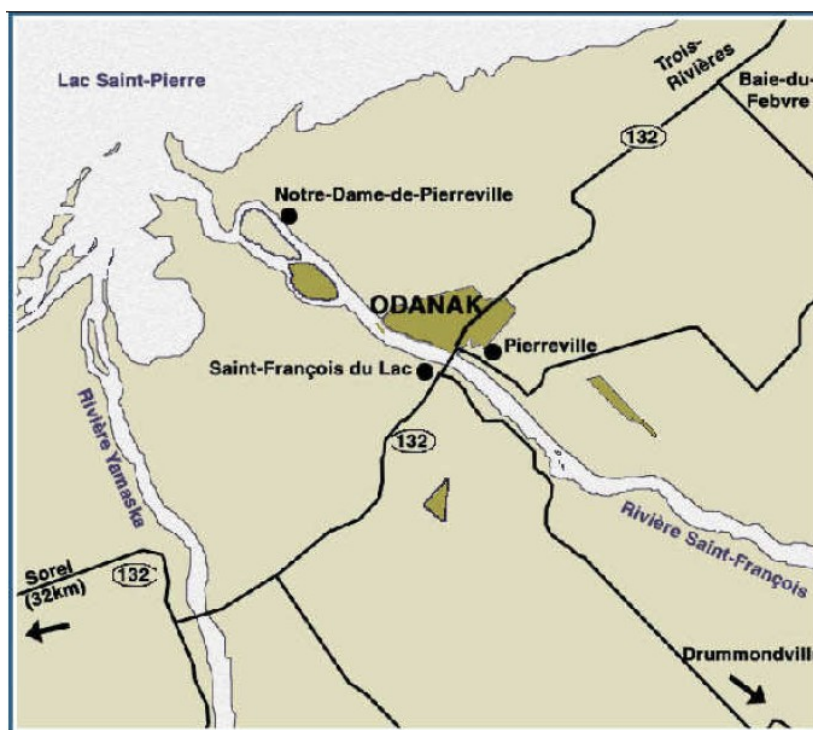 Lac Saint-Pierre
Trois-
Rivières
Baie-du-
Febvre
132
Notre-Dame-de-Pierreville
ODANAK
Pierreville
Saint-François du Lac
132
Rivière Yamaska
Rivière Saint-François
Sorel
(32km)
132
Drummondville